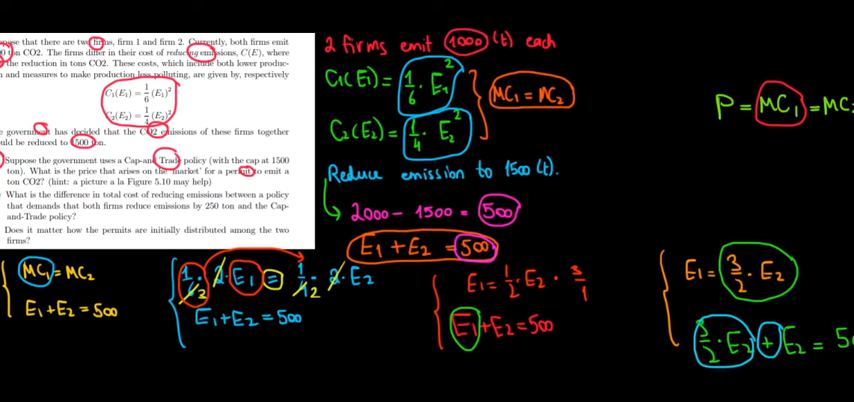 pose that there are two firms, firm 1 and firm 2. Currently, both firms emit
ton CO2. The firms differ in their cost of reducing emissions, C(E), where
the reduction in tons CO2. These costs, which include both lower produc-
and measures to make production less polluting, are given by, respectively
C₁(E₁) = 1/6 (E₁)²
C₂(E₂) = 1/4 (E₂)²
e government has decided that the CO2 emissions of these firms together
ould be reduced to 1500 ton.
Suppose the government uses a Cap-and Trade policy (with the cap at 1500
ton). What is the price that arises on the 'market' for a permit to emit a
ton CO2? (hint: a picture a la Figure 5.10 may help)
What is the difference in total cost of reducing emissions between a policy
that demands that both firms reduce emissions by 250 ton and the Cap-
and-Trade policy?
Does it matter how the permits are initially distributed among the two
firms?
2 firms emit 1000 (t) each
C₁(E₁) = 1/6 · E₁²
MC₁ = MC₂
C₂(E₂) = 1/4 · E₂²
Reduce emission to 1500 (t).
2000 - 1500 = 500
E₁ + E₂ = 500
P = MC₁ = MC
MC₁ = MC₂
E₁ + E₂ = 500
1/6 · 2 · E₁ = 1/4 · 2 · E₂
E₁ + E₂ = 500
E₁ = 1/2 · E₂ · 3/1
E₁ + E₂ = 500
E₁ = 3/2 · E₂
3/2 · E₂ + E₂ = 50